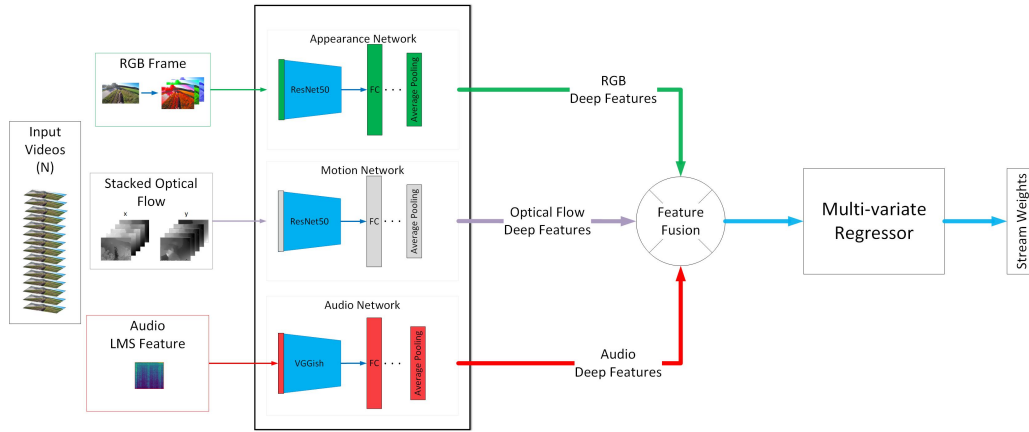 Input
Videos
(N)
RGB Frame
Stacked Optical
Flow
x
y
Audio
LMS Feature
Appearance Network
ResNet50
FC
. . .
Average Pooling
Motion Network
ResNet50
FC
. . .
Average Pooling
Audio Network
VGGish
FC
. . .
Average Pooling
RGB
Deep Features
Optical Flow
Deep Features
Audio
Deep Features
Feature
Fusion
Multi-variate
Regressor
Stream Weights